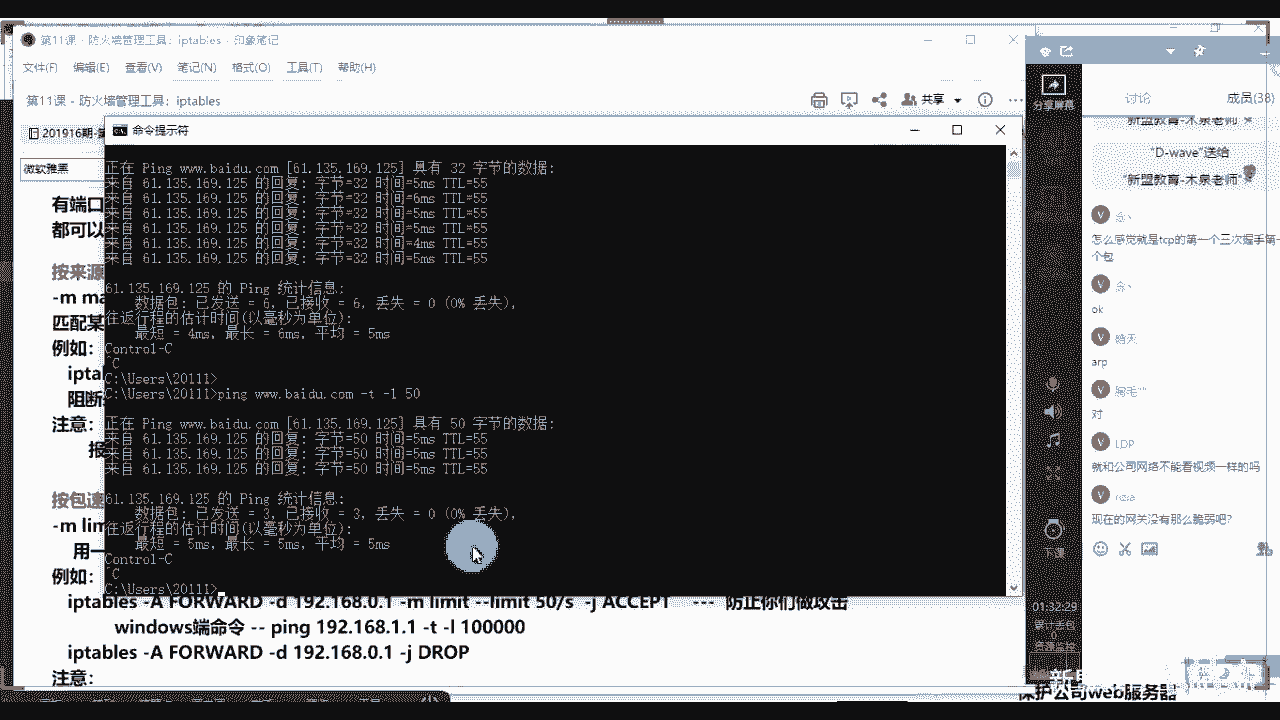 第11课 - 防火墙管理工具：iptables - 印象笔记
文件(F) 编辑(E) 查看(V) 笔记(N) 格式(O) 工具(T) 帮助(H)
第11课 - 防火墙管理工具：iptables
共享
201916期-
微软雅黑
有端口
都可以
按来源
-m ma
匹配某
例如：
ipta
阻断
注意：
报
按包速
-m lim
用一
例如：
命令提示符
正在 Ping www.baidu.com [61.135.169.125] 具有 32 字节的数据:
来自 61.135.169.125 的回复: 字节=32 时间=5ms TTL=55
来自 61.135.169.125 的回复: 字节=32 时间=6ms TTL=55
来自 61.135.169.125 的回复: 字节=32 时间=5ms TTL=55
来自 61.135.169.125 的回复: 字节=32 时间=5ms TTL=55
来自 61.135.169.125 的回复: 字节=32 时间=4ms TTL=55
来自 61.135.169.125 的回复: 字节=32 时间=5ms TTL=55
61.135.169.125 的 Ping 统计信息:
数据包: 已发送 = 6，已接收 = 6，丢失 = 0 (0% 丢失)，
往返行程的估计时间(以毫秒为单位):
最短 = 4ms，最长 = 6ms，平均 = 5ms
Control-C
^C
C:\Users\20111>
C:\Users\20111>ping www.baidu.com -t -l 50
正在 Ping www.baidu.com [61.135.169.125] 具有 50 字节的数据:
来自 61.135.169.125 的回复: 字节=50 时间=5ms TTL=55
来自 61.135.169.125 的回复: 字节=50 时间=5ms TTL=55
来自 61.135.169.125 的回复: 字节=50 时间=5ms TTL=55
61.135.169.125 的 Ping 统计信息:
数据包: 已发送 = 3，已接收 = 3，丢失 = 0 (0% 丢失)，
往返行程的估计时间(以毫秒为单位):
最短 = 5ms，最长 = 5ms，平均 = 5ms
Control-C
^C
C:\Users\20111>
iptables -A FORWARD -d 192.168.0.1 -m limit --limit 50/s -j ACCEPT --- 防止你们做攻击
windows端命令 -- ping 192.168.1.1 -t -l 100000
iptables -A FORWARD -d 192.168.0.1 -j DROP
注意：
分享屏幕
下课
01:32:29
讨论 成员(38)
"新盟教育-木泉老师"
"D-wave"送给
"新盟教育-木泉老师"
怎么感觉就是tcp的第一个三次握手第一
个包
ok
晴天
arp
对
LDP
就和公司网络不能看视频一样的吗
现在的网关没有那么脆弱吧?
保护公司web服务器